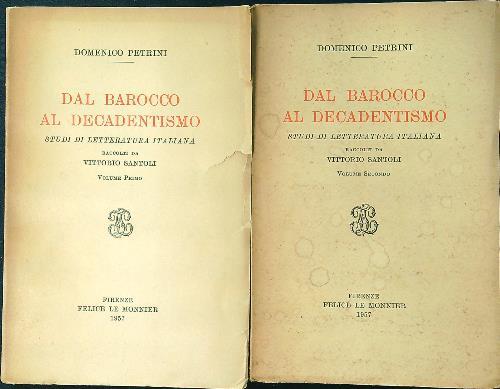 DOMENICO PETRINI
DAL BAROCCO
AL DECADENTISMO
STUDI DI LETTERATURA ITALIANA
RACCOLTI DA
VITTORIO SANTOLI
VOLUME PRIMO
FIRENZE
FELICE LE MONNIER
1957
DOMENICO PETRINI
DAL BAROCCO
AL DECADENTISMO
STUDI DI LETTERATURA ITALIANA
RACCOLTI DA
VITTORIO SANTOLI
VOLUME SECONDO
FIRENZE
FELICE LE MONNIER
1957